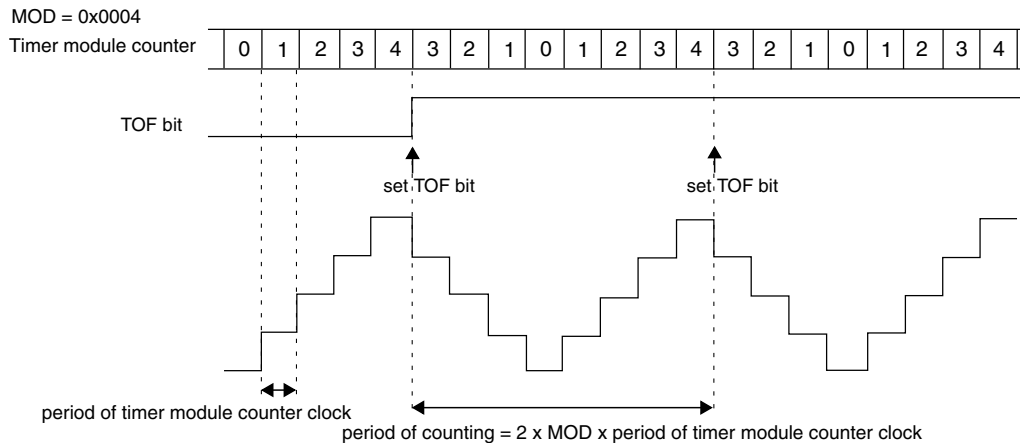 MOD = 0x0004
Timer module counter 0 1 2 3 4 3 2 1 0 1 2 3 4 3 2 1 0 1 2 3 4
TOF bit
set TOF bit set TOF bit
period of timer module counter clock
period of counting = 2 x MOD x period of timer module counter clock